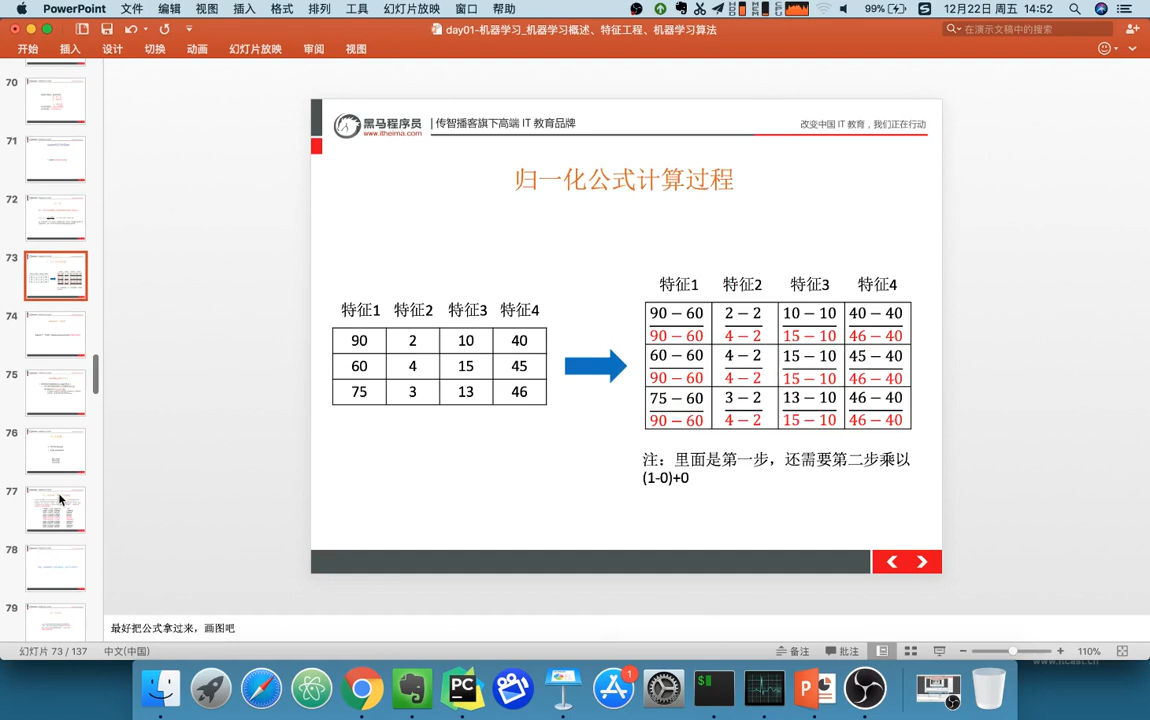 PowerPoint 文件 编辑 视图 插入 格式 工具 排列 幻灯片放映 窗口 帮助 99% 12月22日 周五 14:52
day01-机器学习_机器学习概述、特征工程、机器学习算法
在演示文稿中的搜索
开始 插入 设计 切换 动画 幻灯片放映 审阅 视图
70
71
72
73
74
75
76
77
78
79
黑马程序员
www.itheima.com
传智播客旗下高端 IT 教育品牌
改变中国 IT 教育，我们正在行动
归一化公式计算过程
特征1 特征2 特征3 特征4
90 2 10 40
60 4 15 45
75 3 13 46
特征1 特征2 特征3 特征4
90 − 60 2 − 2 10 − 10 40 − 40
90 − 60 4 − 2 15 − 10 46 − 40
60 − 60 4 − 2 15 − 10 45 − 40
90 − 60 4 − 2 15 − 10 46 − 40
75 − 60 3 − 2 13 − 10 46 − 40
90 − 60 4 − 2 15 − 10 46 − 40
注：里面是第一步，还需要第二步乘以
(1-0)+0
最好把公式拿过来，画图吧
幻灯片 73 / 137 中文(中国) 备注 批注 110%
www.itcast.cn
PC
1
$
P